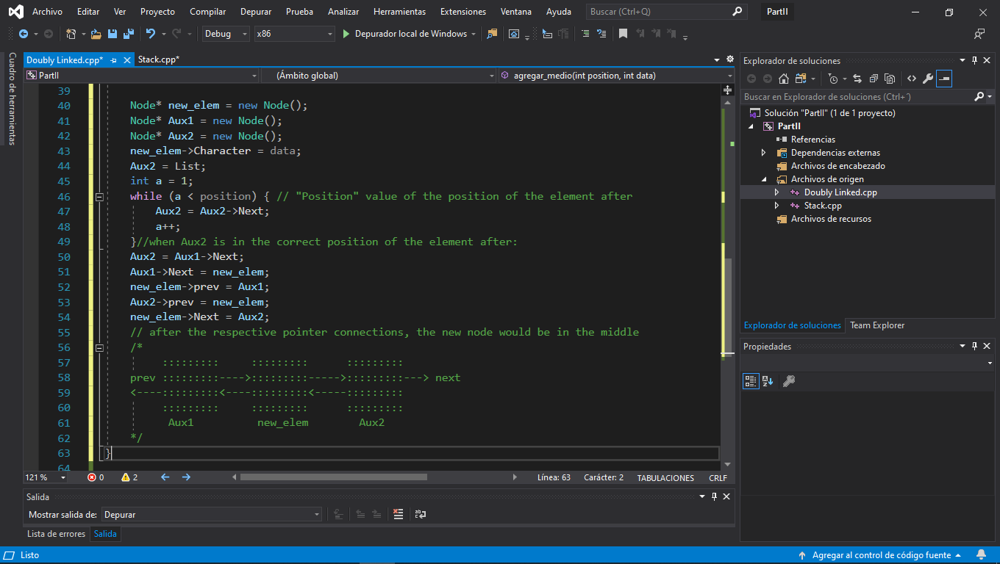 Archivo Editar Ver Proyecto Compilar Depurar Prueba Analizar Herramientas Extensiones Ventana Ayuda Buscar (Ctrl+Q) PartII
Debug x86 Depurador local de Windows
Cuadro de herramientas
Doubly Linked.cpp* Stack.cpp*
PartII (Ámbito global) agregar_medio(int position, int data)
39
40 Node* new_elem = new Node();
41 Node* Aux1 = new Node();
42 Node* Aux2 = new Node();
43 new_elem->Character = data;
44 Aux2 = List;
45 int a = 1;
46 while (a < position) { // "Position" value of the position of the element after
47 Aux2 = Aux2->Next;
48 a++;
49 }//when Aux2 is in the correct position of the element after:
50 Aux2 = Aux1->Next;
51 Aux1->Next = new_elem;
52 new_elem->prev = Aux1;
53 Aux2->prev = new_elem;
54 new_elem->Next = Aux2;
55 // after the respective pointer connections, the new node would be in the middle
56 /*
57 ::::::::: ::::::::: :::::::::
58 prev :::::::::---->:::::::::----->:::::::::---> next
59 <----:::::::::<----:::::::::<-----:::::::::
60 ::::::::: ::::::::: :::::::::
61 Aux1 new_elem Aux2
62 */
63 }
64
121 % 0 2 Línea: 63 Carácter: 2 TABULACIONES CRLF
Salida
Mostrar salida de: Depurar
Lista de errores Salida
Explorador de soluciones
Buscar en Explorador de soluciones (Ctrl+´)
Solución "PartII" (1 de 1 proyecto)
PartII
Referencias
Dependencias externas
Archivos de encabezado
Archivos de origen
Doubly Linked.cpp
Stack.cpp
Archivos de recursos
Explorador de soluciones Team Explorer
Propiedades
Listo Agregar al control de código fuente